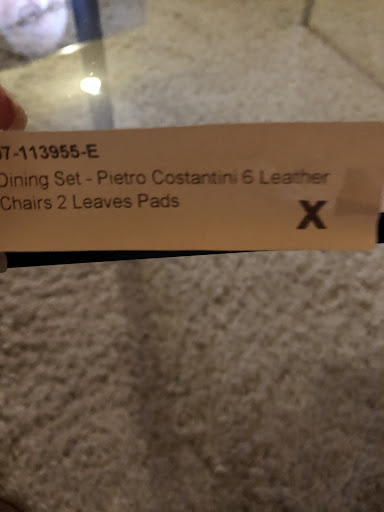 7-113955-E
Dining Set - Pietro Costantini 6 Leather
Chairs 2 Leaves Pads
X